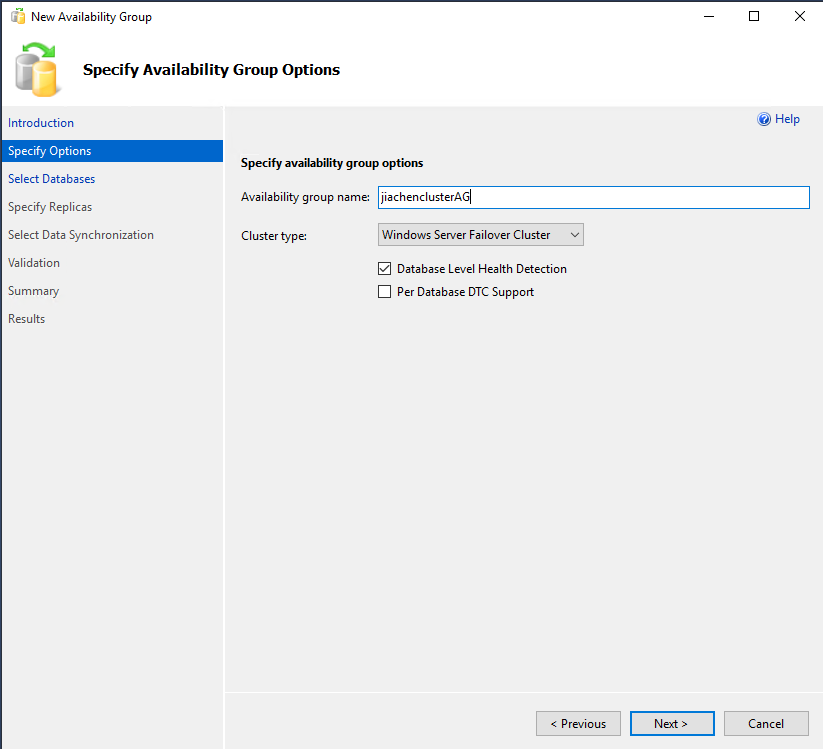 New Availability Group
Specify Availability Group Options
Introduction
Specify Options
Select Databases
Specify Replicas
Select Data Synchronization
Validation
Summary
Results
Help
Specify availability group options
Availability group name: jiachenclusterAG
Cluster type: Windows Server Failover Cluster
Database Level Health Detection
Per Database DTC Support
< Previous Next > Cancel